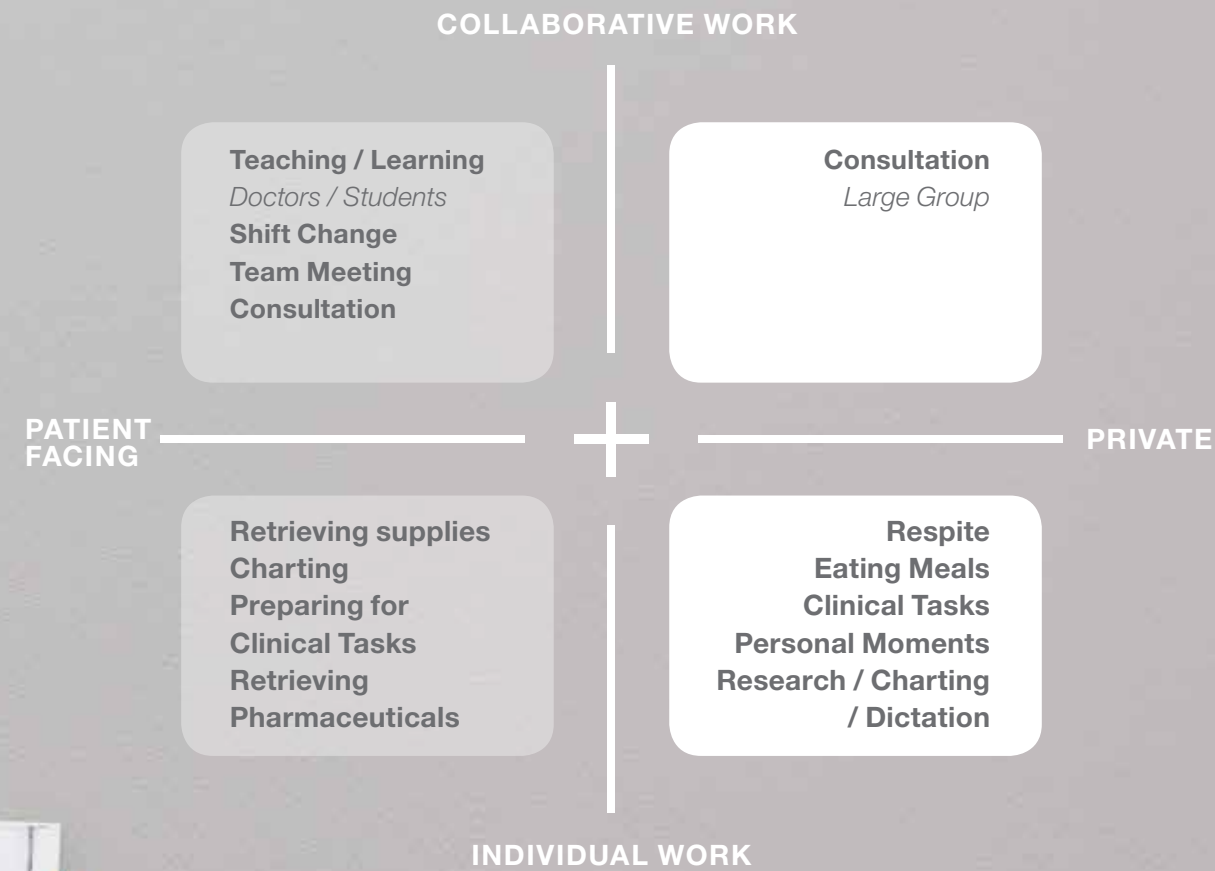 COLLABORATIVE WORK
Teaching / Learning
Doctors / Students
Shift Change
Team Meeting
Consultation
Consultation
Large Group
PATIENT
FACING
PRIVATE
Retrieving supplies
Charting
Preparing for
Clinical Tasks
Retrieving
Pharmaceuticals
Respite
Eating Meals
Clinical Tasks
Personal Moments
Research / Charting
/ Dictation
INDIVIDUAL WORK